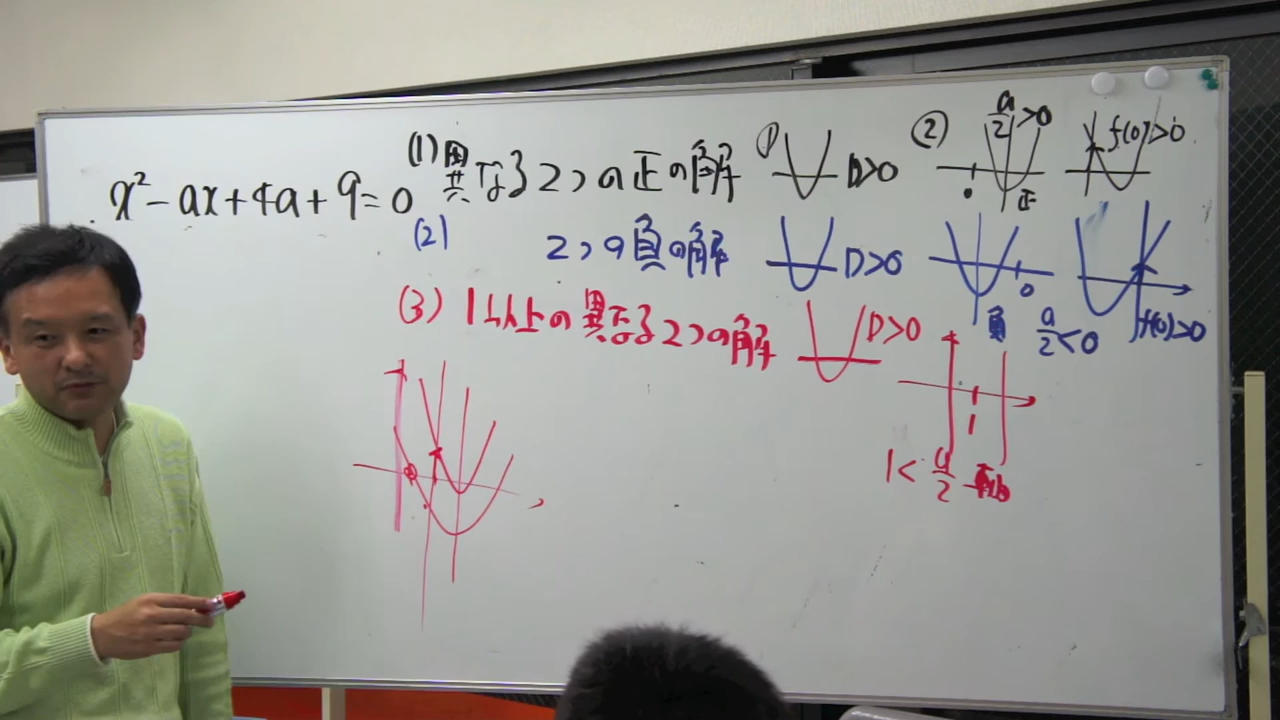 x²-ax+4a+9=0
(1) 異なる2つの正の解 ① D>0 ② a/2>0 f(0)>0
0 正
(2) 2つの負の解 D>0 0
負 a/2<0 f(0)>0
(3) 1以上の異なる2つの解 D>0
1
1< a/2 軸